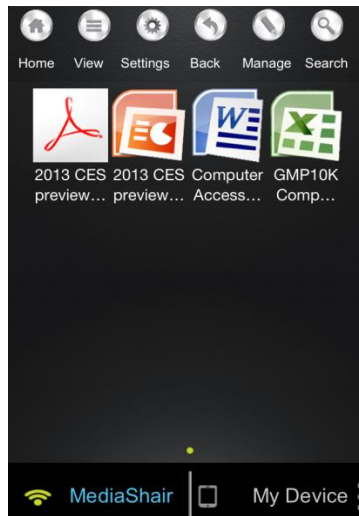 Home View Settings Back Manage Search
2013 CES 2013 CES Computer GMP10K
preview... preview... Access... Comp...
MediaShair My Device